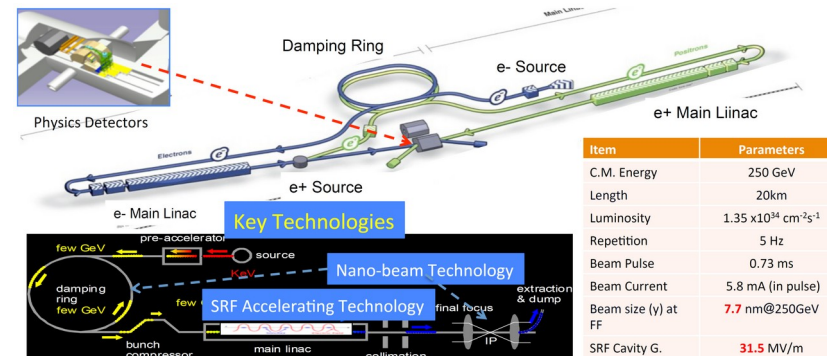 Main Linac
Damping Ring
e- Source
Positrons
e-
e+
Physics Detectors
e+ Main Liinac
Electrons
e-
e+
e+ Source
e- Main Linac
Key Technologies
pre-accelerator
few GeV
source
KeV
Nano-beam Technology
damping
ring
few GeV
few G
SRF Accelerating Technology
extraction
& dump
final focus
IP
bunch
compressor
main linac
collimation
Item Parameters
C.M. Energy 250 GeV
Length 20km
Luminosity 1.35 x10³⁴ cm⁻²s⁻¹
Repetition 5 Hz
Beam Pulse 0.73 ms
Beam Current 5.8 mA (in pulse)
Beam size (y) at
FF 7.7 nm@250GeV
SRF Cavity G. 31.5 MV/m